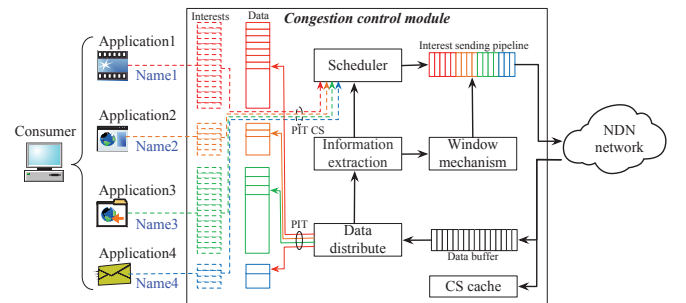 Interests
Data
Congestion control module
Application1
Name1
Scheduler
Interest sending pipeline
PIT CS
Application2
Name2
Consumer
Information
extraction
Window
mechanism
NDN
network
Application3
Name3
PIT
Data
distribute
Data buffer
Application4
Name4
CS cache